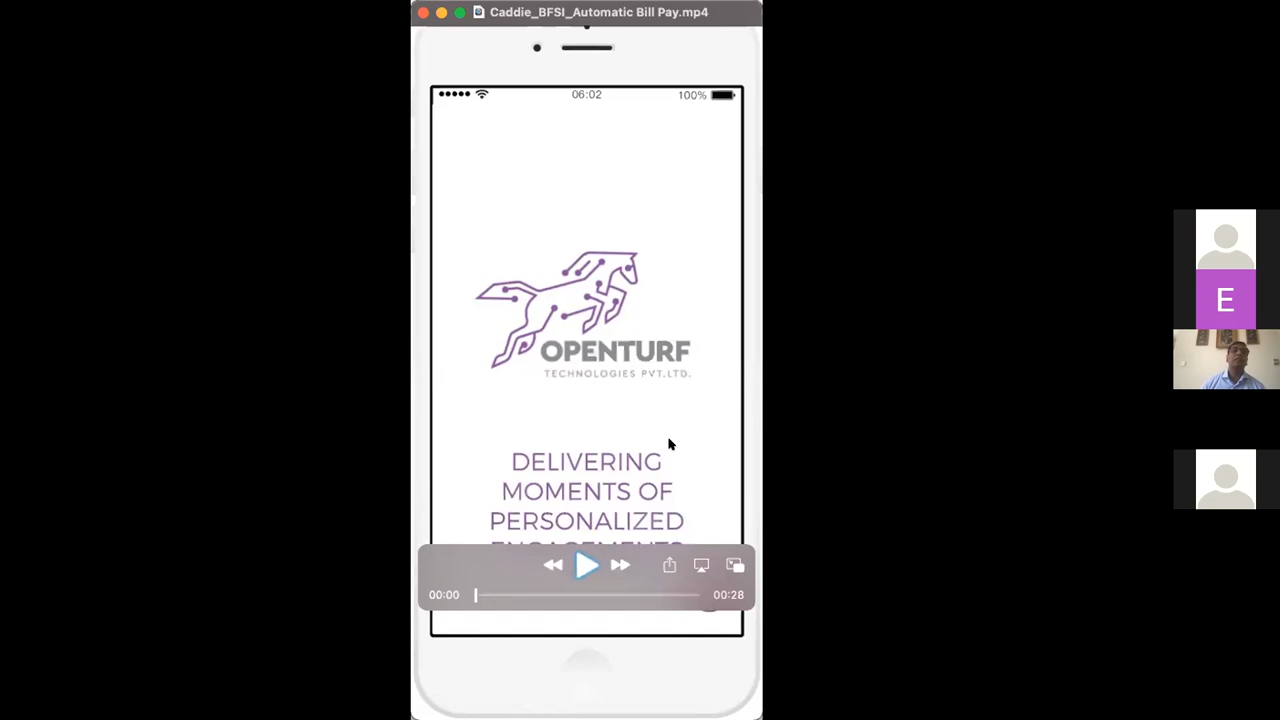 Caddie_BFSI_Automatic Bill Pay.mp4
06:02
100%
OPENTURF
TECHNOLOGIES PVT.LTD.
DELIVERING
MOMENTS OF
PERSONALIZED
ENGAGEMENTS
00:00
00:28
E